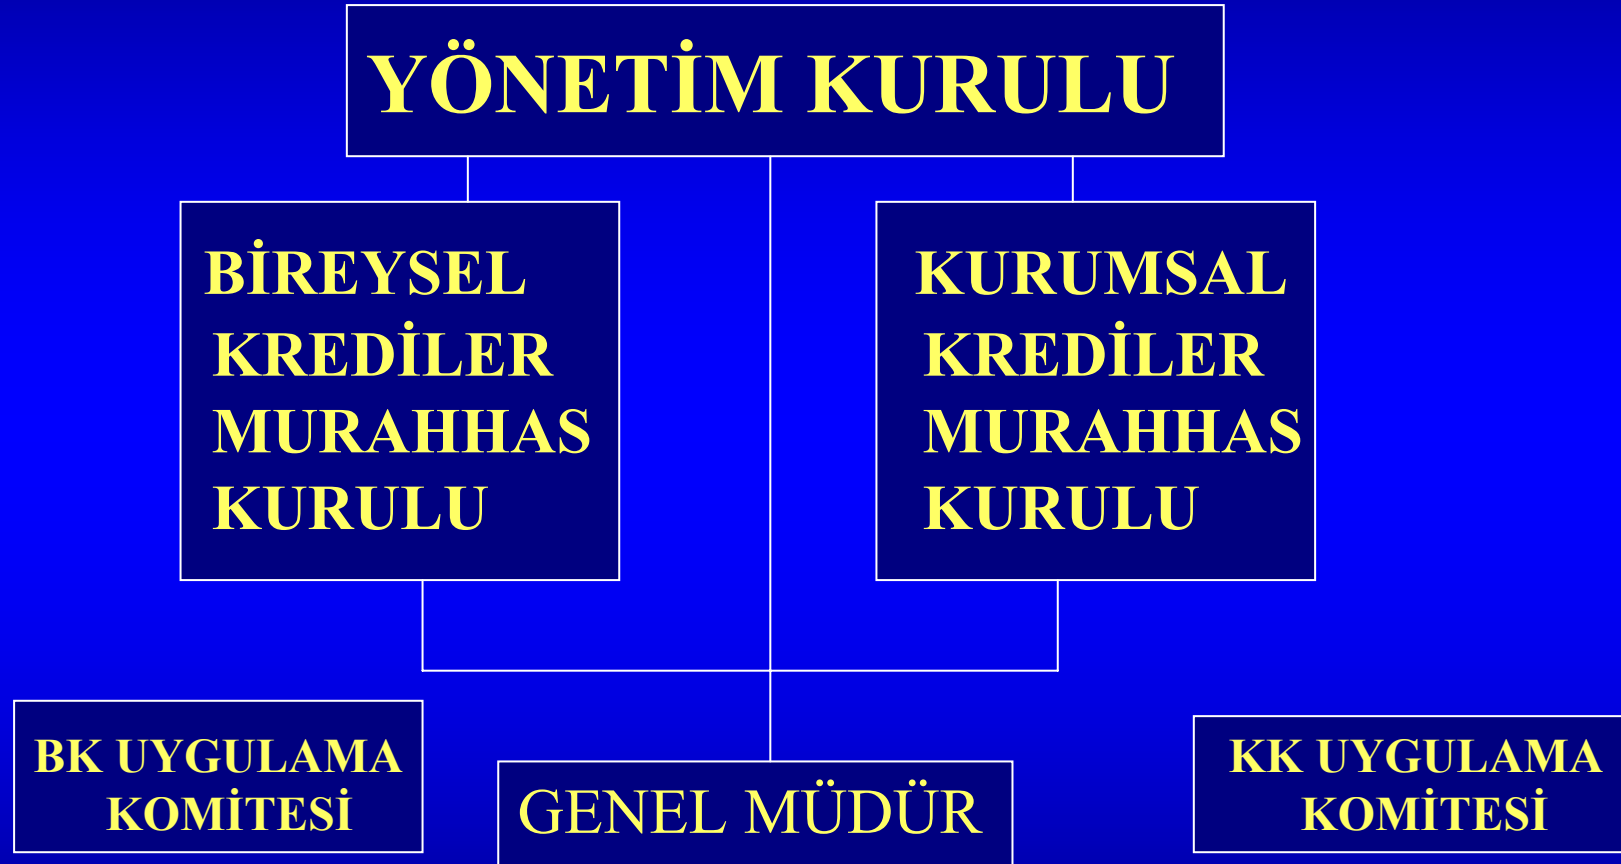 YÖNETİM KURULU
BİREYSEL
KREDİLER
MURAHHAS
KURULU
KURUMSAL
KREDİLER
MURAHHAS
KURULU
BK UYGULAMA
KOMİTESİ
GENEL MÜDÜR
KK UYGULAMA
KOMİTESİ